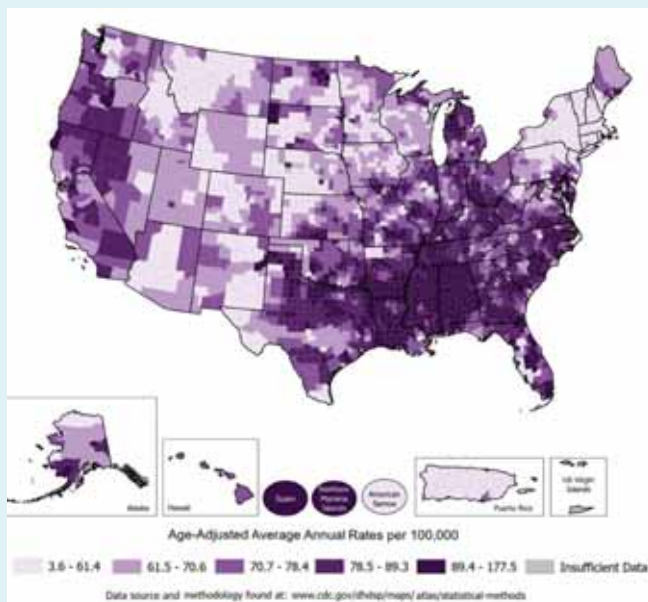 Guam
Northern
Mariana
Islands
American
Samoa
US Virgin
Islands
Alaska
Hawaii
Puerto Rico
Age-Adjusted Average Annual Rates per 100,000
3.6 - 61.4
61.5 - 70.6
70.7 - 78.4
78.5 - 89.3
89.4 - 177.5
Insufficient Data
Data source and methodology found at: www.cdc.gov/dhdsp/maps/atlas/statistical-methods